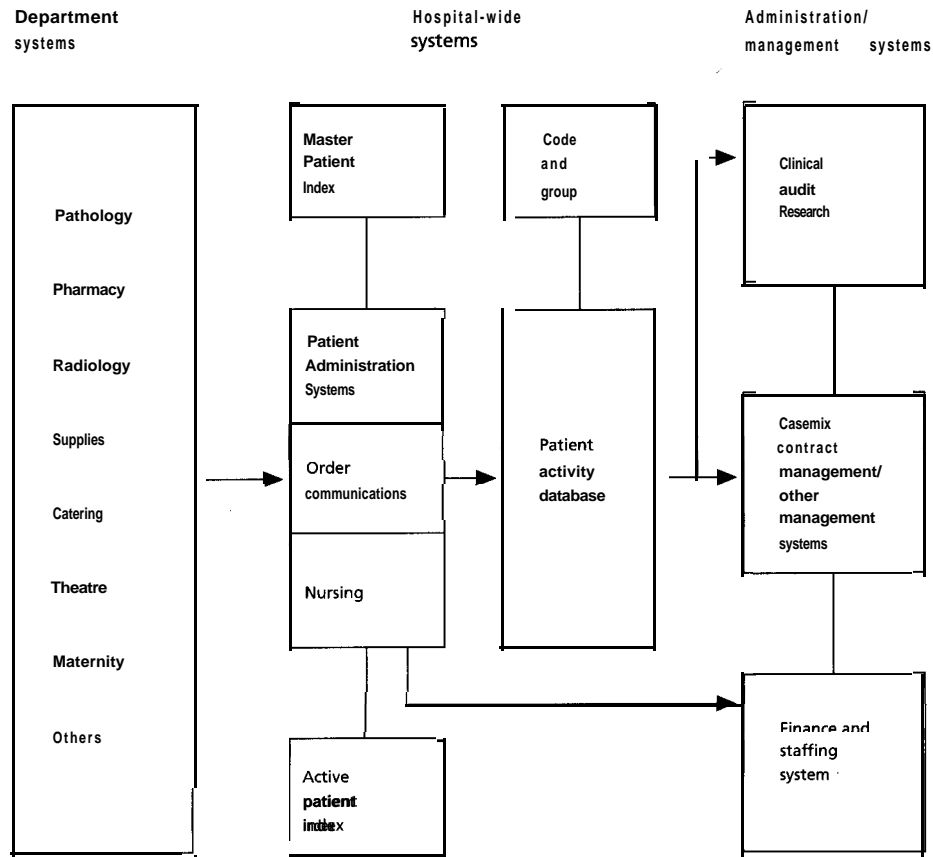 Department
systems
Hospital-wide
systems
Administration/
management systems
Pathology
Pharmacy
Radiology
Supplies
Catering
Theatre
Maternity
Others
Master
Patient
Index
Patient
Administration
Systems
Order
communications
Nursing
Active
patient
index
Code
and
group
Patient
activity
database
Clinical
audit
Research
Casemix
contract
management/
other
management
systems
Finance and
staffing
system